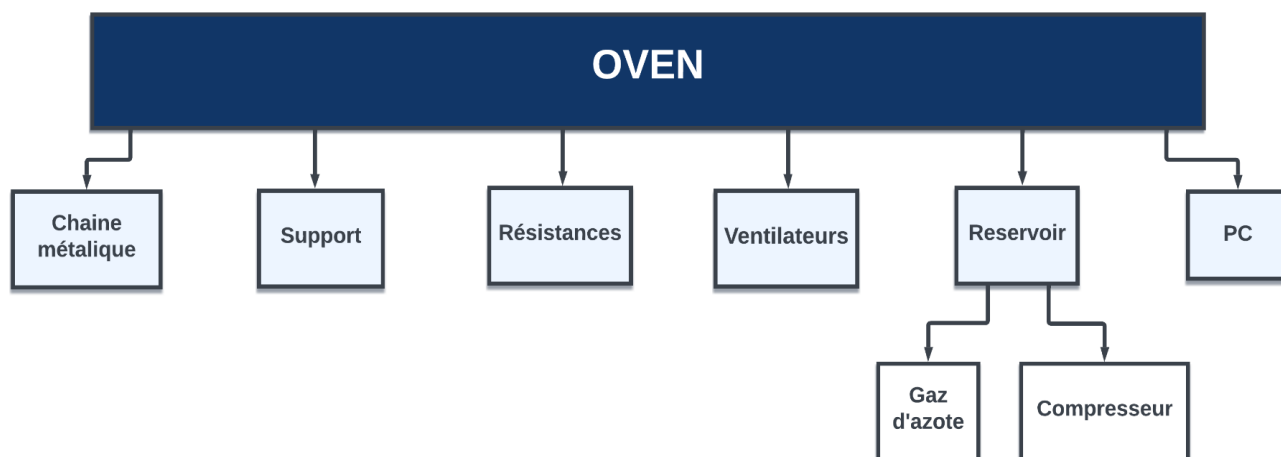 OVEN
Chaine
métalique
Support
Résistances
Ventilateurs
Reservoir
PC
Gaz
d'azote
Compresseur